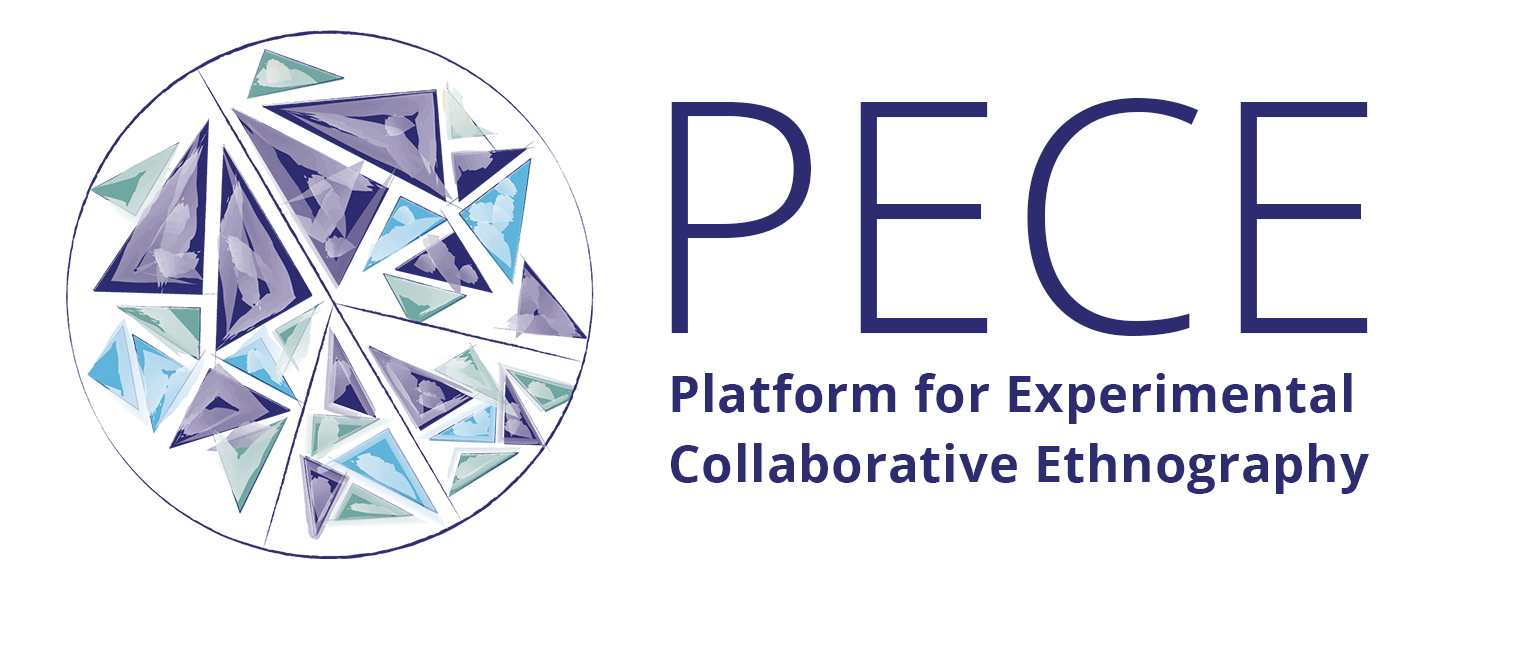 PECE
Platform for Experimental
Collaborative Ethnography